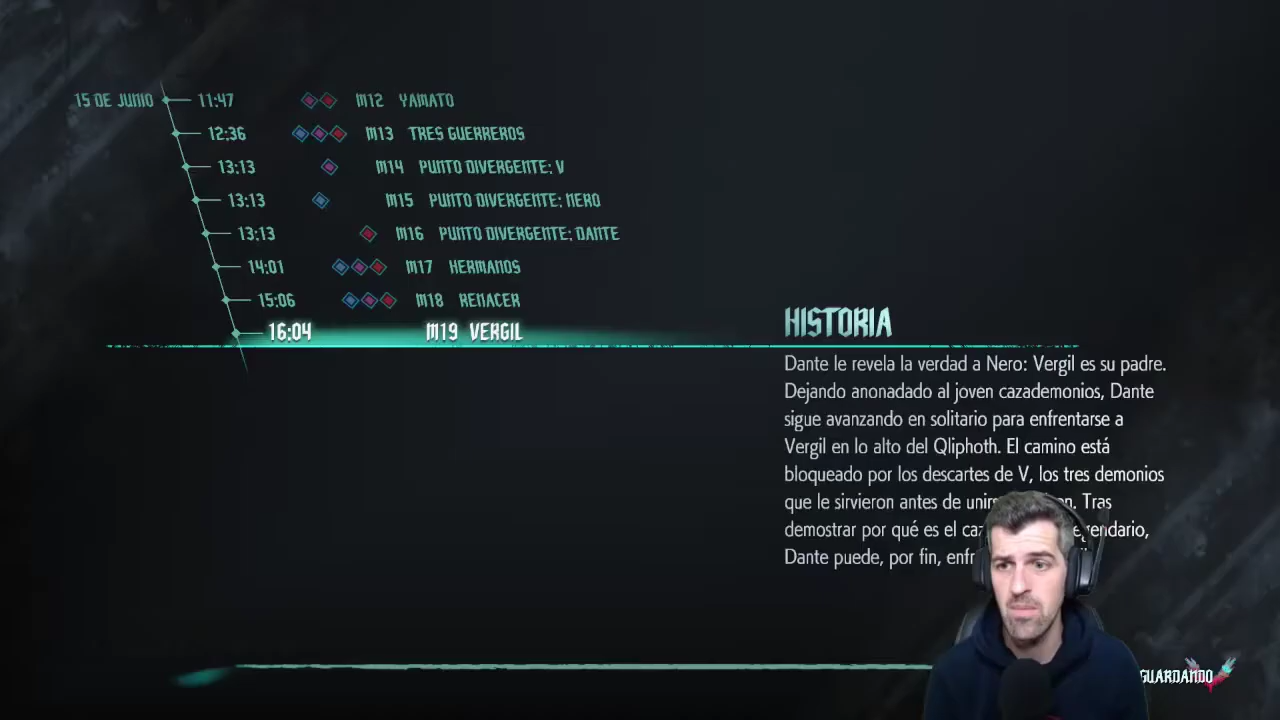 15 DE JUNIO 11:47 M12 YAMATO
12:36 M13 TRES GUERREROS
13:13 M14 PUNTO DIVERGENTE: V
13:13 M15 PUNTO DIVERGENTE: NERO
13:13 M16 PUNTO DIVERGENTE: DANTE
14:01 M17 HERMANOS
15:06 M18 RENACER
16:04 M19 VERGIL
HISTORIA
Dante le revela la verdad a Nero: Vergil es su padre.
Dejando anonadado al joven cazademonios, Dante
sigue avanzando en solitario para enfrentarse a
Vergil en lo alto del Qliphoth. El camino está
bloqueado por los descartes de V, los tres demonios
que le sirvieron antes de Tras
demostrar por qué es el
Dante puede, por fin,
GUARDANDO